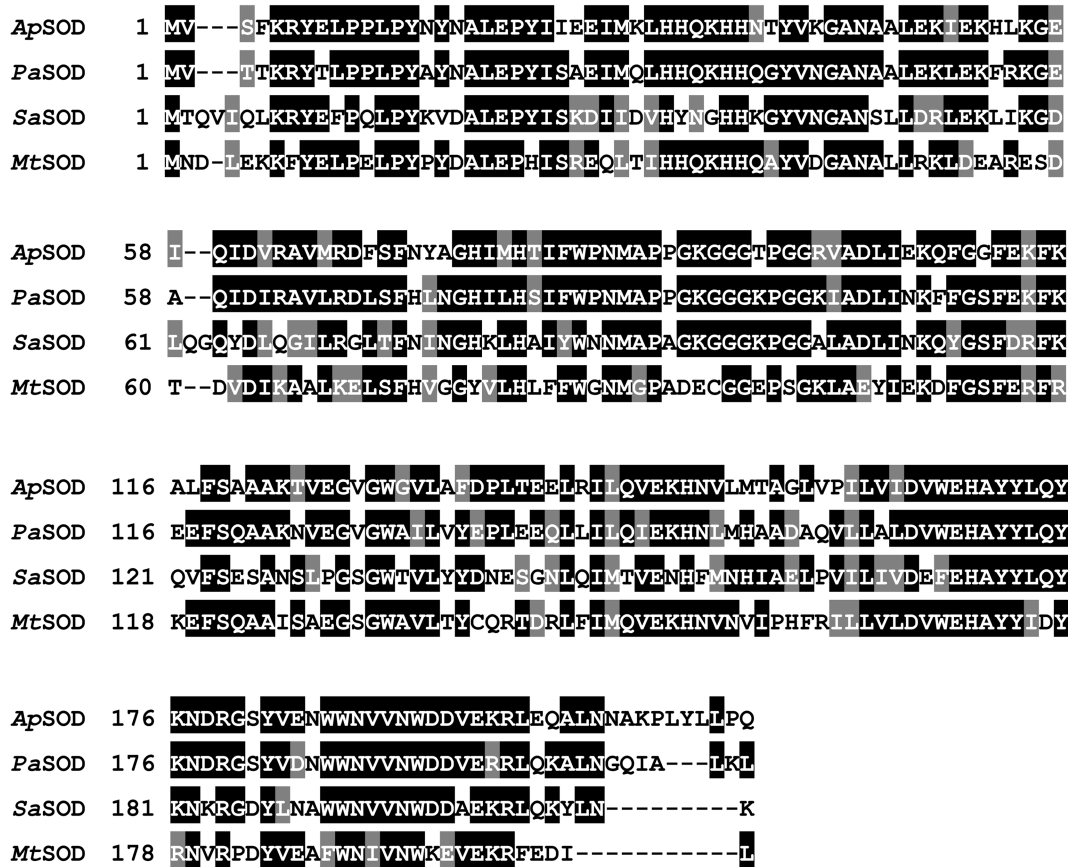 ApSOD 1 MV---SFKRYELPPLPYNYNALEPYIIEEIMKLHHQKHHNTYVKGANAALEKIEKHLKGE
PaSOD 1 MV---TTKRYTLPPLPYAYNALEPYISAEIMQLHHQKHHQGYVNGANAALEKLEKFRKGE
SaSOD 1 MTQVIQLKRYEFPQLPYKVDALEPYISKDIIDVHYNGHHKGYVNGANSLLDRLEKLIKGD
MtSOD 1 MND-LEKKFYELPELPYPYDALEPHISREQLTIHHQKHHQAYVDGANALLRKLDEARESD
ApSOD 58 I--QIDVRAVMRDFSFNYAGHIMHTIFWPNMAPPGKGGGTPGGRVADLIEKQFGGFEKFK
PaSOD 58 A--QIDIRAVLRDLSFHLNGHILHSIFWPNMAPPGKGGGKPGGKIADLINKFFGSFEKFK
SaSOD 61 LQGQYDLQGILRGLTFNINGHKLHAIYWNNMAPAGKGGGKPGGALADLINKQYGSFDRFK
MtSOD 60 T--DVDIKAALKELSFHVGGYVLHLFFWGNMGPADECGGEPSGKLAEYIEKDFGSFERFR
ApSOD 116 ALFSAAAKTVEGVGWGVLAFDPLTEELRILQVEKHNVLMTAGLVPILVIDVWEHAYYLQY
PaSOD 116 EEFSQAAKNVEGVGWAILVYEPLEEQLLILQIEKHNLMHAADAQVLLALDVWEHAYYLQY
SaSOD 121 QVFSESANSLPGSGWTVLYYDNESGNLQIMTVENHFMNHIAELPVILIVDEFEHAYYLQY
MtSOD 118 KEFSQAAISAEGSGWAVLTYCQRTDRLFIMQVEKHNVNVIPHFRILLVLDVWEHAYYIDY
ApSOD 176 KNDRGSYVENWWNVVNWDDVEKRLEQALNNAKPLYLLPQ
PaSOD 176 KNDRGSYVDNWWNVVNWDDVERRLQKALNGQIA---LKL
SaSOD 181 KNKRGDYLNAWWNVVNWDDAEKRLQKYLN---------K
MtSOD 178 RNVRPDYVEAFWNIVNWKEVEKRFEDI-----------L